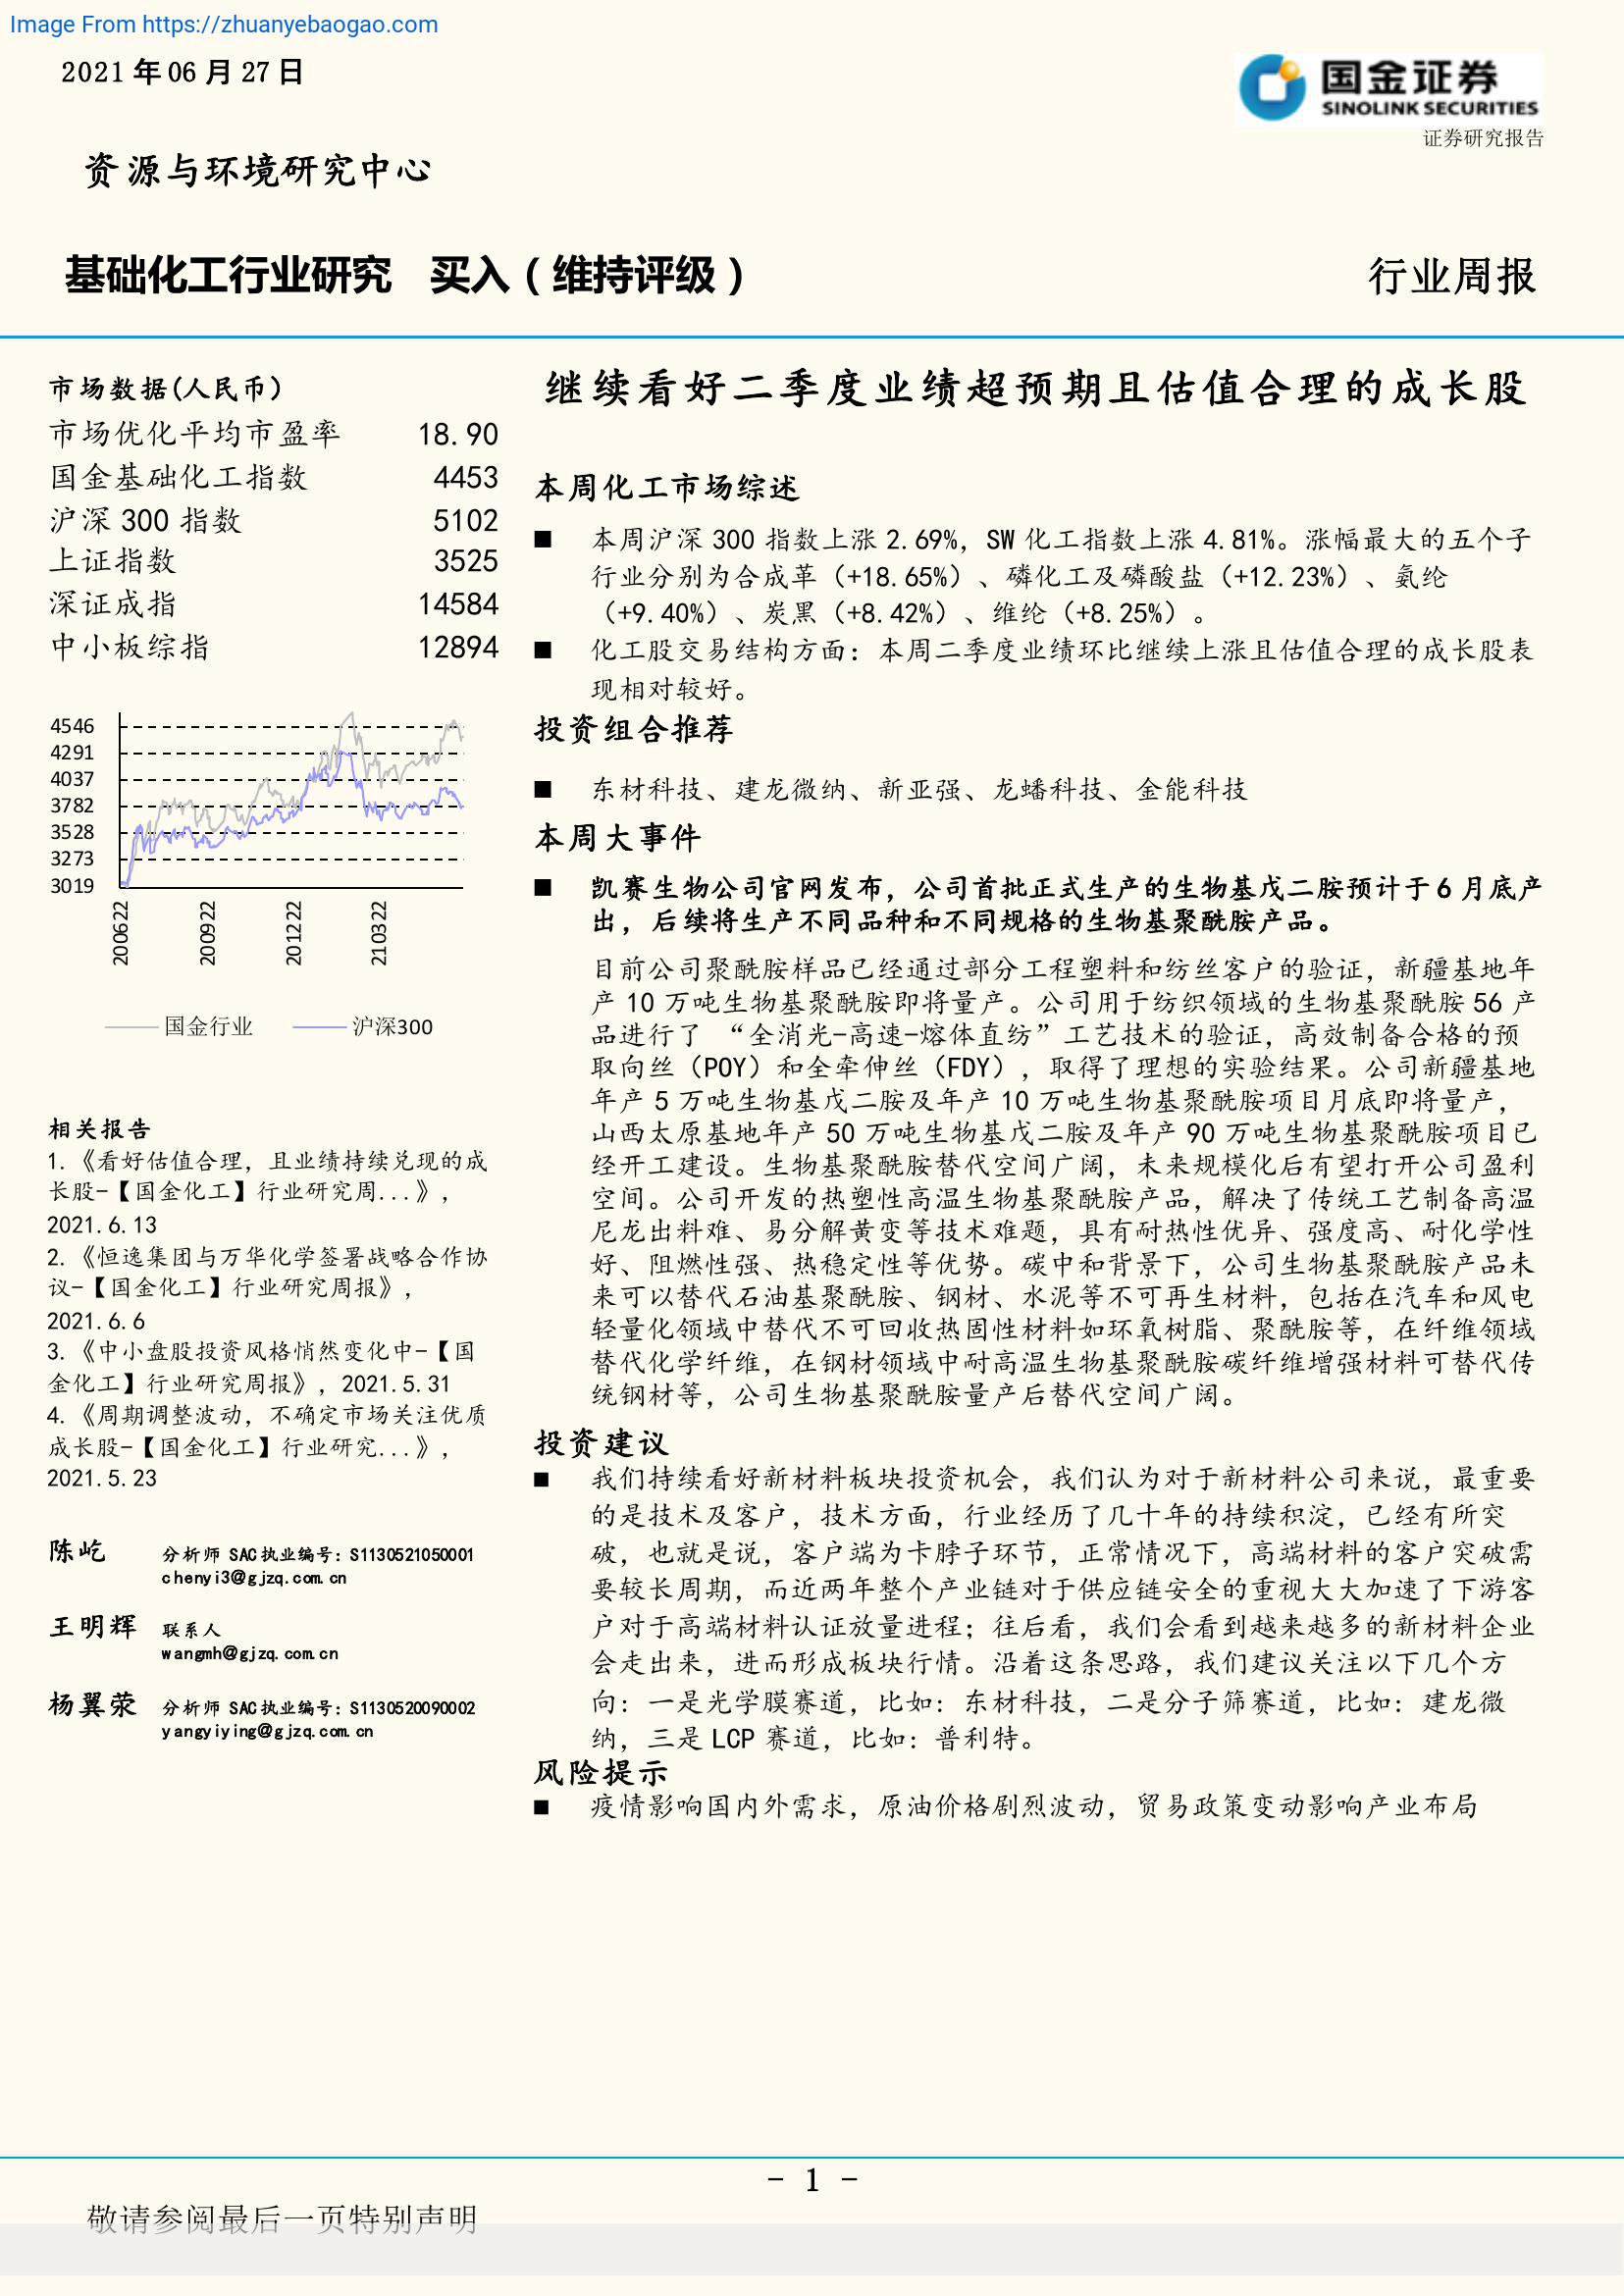 Image From https://zhuanyebaogao.com
2021 年 06 月 27 日
国金证券
SINOLINK SECURITIES
证券研究报告
资源与环境研究中心
基础化工行业研究 买入（维持评级）
行业周报
市场数据(人民币)
市场优化平均市盈率 18.90
国金基础化工指数 4453
沪深 300 指数 5102
上证指数 3525
深证成指 14584
中小板综指 12894
4546
4291
4037
3782
3528
3273
3019
200622
200922
201222
210322
国金行业 沪深300
相关报告
1.《看好估值合理，且业绩持续兑现的成
长股-【国金化工】行业研究周...》，
2021.6.13
2.《恒逸集团与万华化学签署战略合作协
议-【国金化工】行业研究周报》，
2021.6.6
3.《中小盘股投资风格悄然变化中-【国
金化工】行业研究周报》，2021.5.31
4.《周期调整波动，不确定市场关注优质
成长股-【国金化工】行业研究...》，
2021.5.23
陈屹 分析师 SAC执业编号：S1130521050001
chenyi3@gjzq.com.cn
王明辉 联系人
wangmh@gjzq.com.cn
杨翼荥 分析师 SAC执业编号：S1130520090002
yangyiying@gjzq.com.cn
继续看好二季度业绩超预期且估值合理的成长股
本周化工市场综述
■ 本周沪深 300 指数上涨 2.69%，SW 化工指数上涨 4.81%。涨幅最大的五个子
行业分别为合成革（+18.65%）、磷化工及磷酸盐（+12.23%）、氨纶
（+9.40%）、炭黑（+8.42%）、维纶（+8.25%）。
■ 化工股交易结构方面：本周二季度业绩环比继续上涨且估值合理的成长股表
现相对较好。
投资组合推荐
■ 东材科技、建龙微纳、新亚强、龙蟠科技、金能科技
本周大事件
■ 凯赛生物公司官网发布，公司首批正式生产的生物基戊二胺预计于 6 月底产
出，后续将生产不同品种和不同规格的生物基聚酰胺产品。
目前公司聚酰胺样品已经通过部分工程塑料和纺丝客户的验证，新疆基地年
产 10 万吨生物基聚酰胺即将量产。公司用于纺织领域的生物基聚酰胺 56 产
品进行了 “全消光-高速-熔体直纺”工艺技术的验证，高效制备合格的预
取向丝（POY）和全牵伸丝（FDY），取得了理想的实验结果。公司新疆基地
年产 5 万吨生物基戊二胺及年产 10 万吨生物基聚酰胺项目月底即将量产，
山西太原基地年产 50 万吨生物基戊二胺及年产 90 万吨生物基聚酰胺项目已
经开工建设。生物基聚酰胺替代空间广阔，未来规模化后有望打开公司盈利
空间。公司开发的热塑性高温生物基聚酰胺产品，解决了传统工艺制备高温
尼龙出料难、易分解黄变等技术难题，具有耐热性优异、强度高、耐化学性
好、阻燃性强、热稳定性等优势。碳中和背景下，公司生物基聚酰胺产品未
来可以替代石油基聚酰胺、钢材、水泥等不可再生材料，包括在汽车和风电
轻量化领域中替代不可回收热固性材料如环氧树脂、聚酰胺等，在纤维领域
替代化学纤维，在钢材领域中耐高温生物基聚酰胺碳纤维增强材料可替代传
统钢材等，公司生物基聚酰胺量产后替代空间广阔。
投资建议
■ 我们持续看好新材料板块投资机会，我们认为对于新材料公司来说，最重要
的是技术及客户，技术方面，行业经历了几十年的持续积淀，已经有所突
破，也就是说，客户端为卡脖子环节，正常情况下，高端材料的客户突破需
要较长周期，而近两年整个产业链对于供应链安全的重视大大加速了下游客
户对于高端材料认证放量进程；往后看，我们会看到越来越多的新材料企业
会走出来，进而形成板块行情。沿着这条思路，我们建议关注以下几个方
向：一是光学膜赛道，比如：东材科技，二是分子筛赛道，比如：建龙微
纳，三是 LCP 赛道，比如：普利特。
风险提示
■ 疫情影响国内外需求，原油价格剧烈波动，贸易政策变动影响产业布局
- 1 -
敬请参阅最后一页特别声明